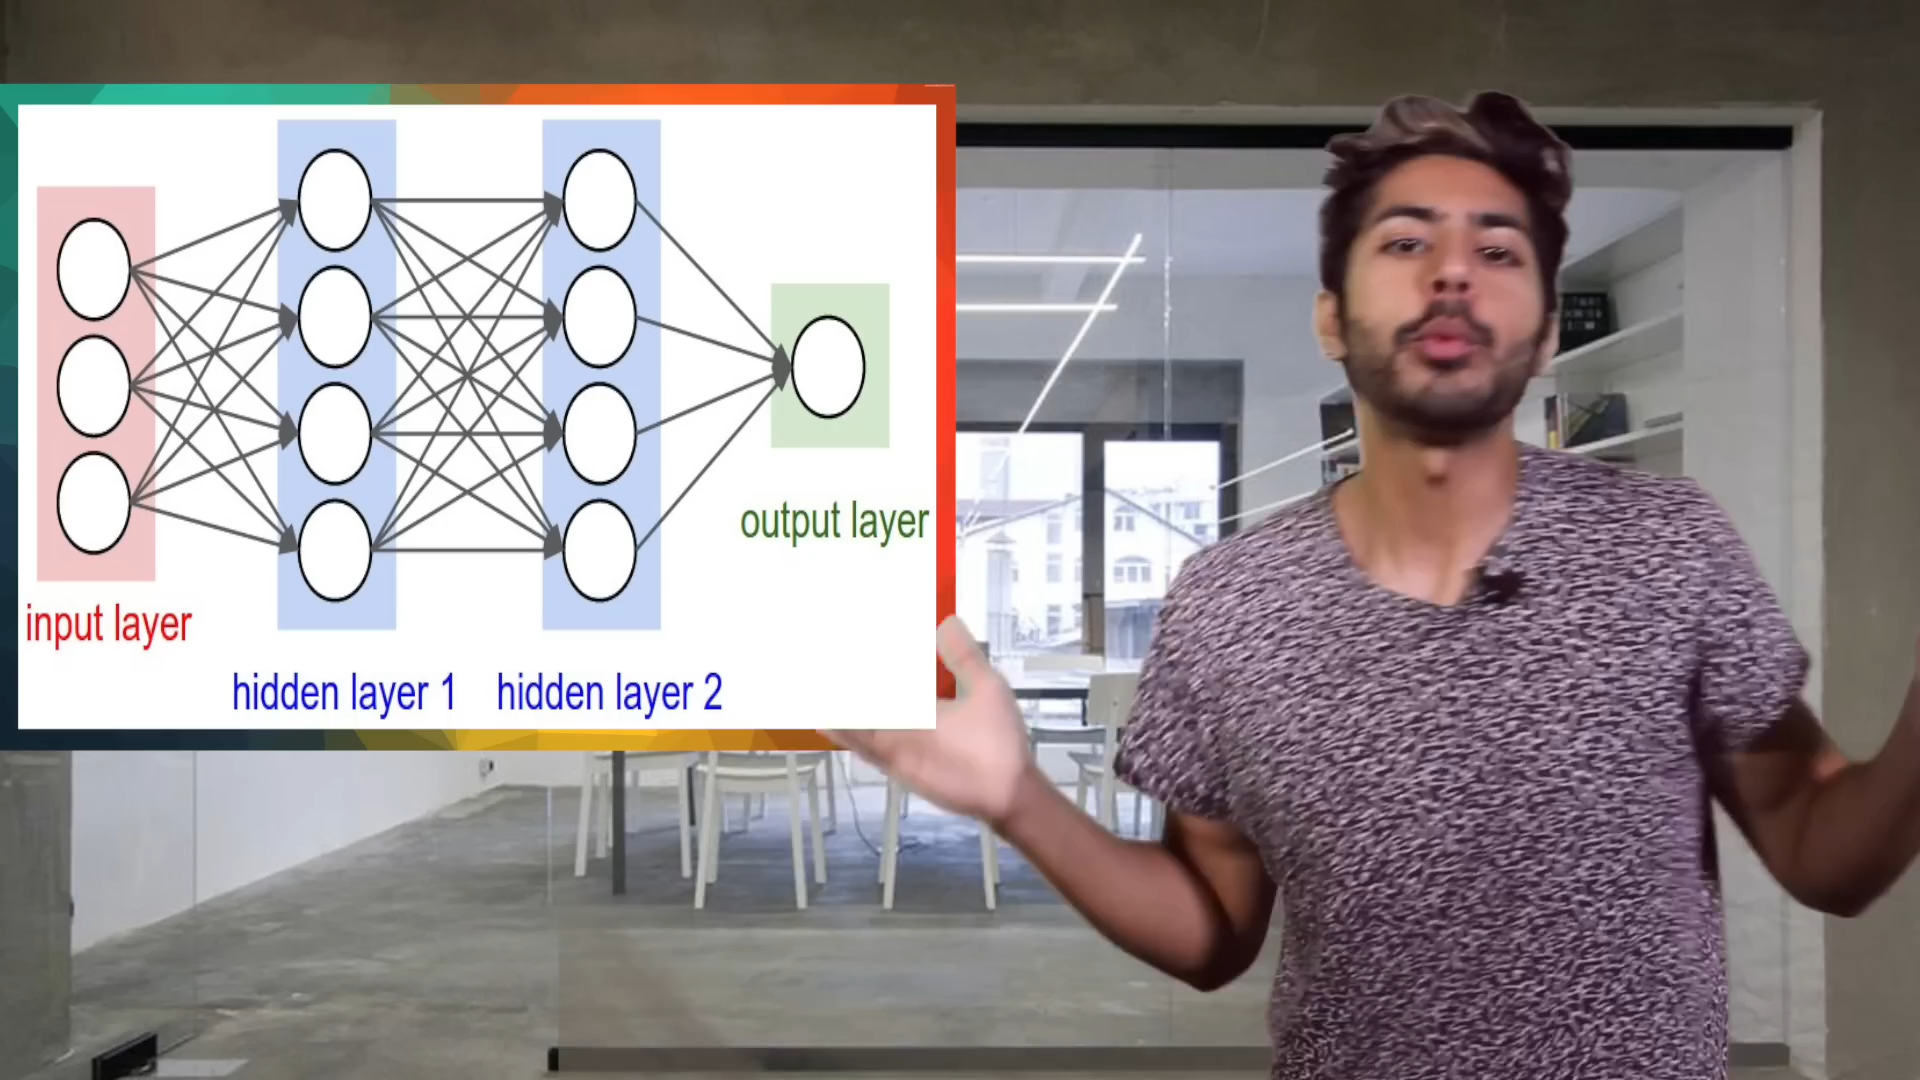 input layer
hidden layer 1
hidden layer 2
output layer